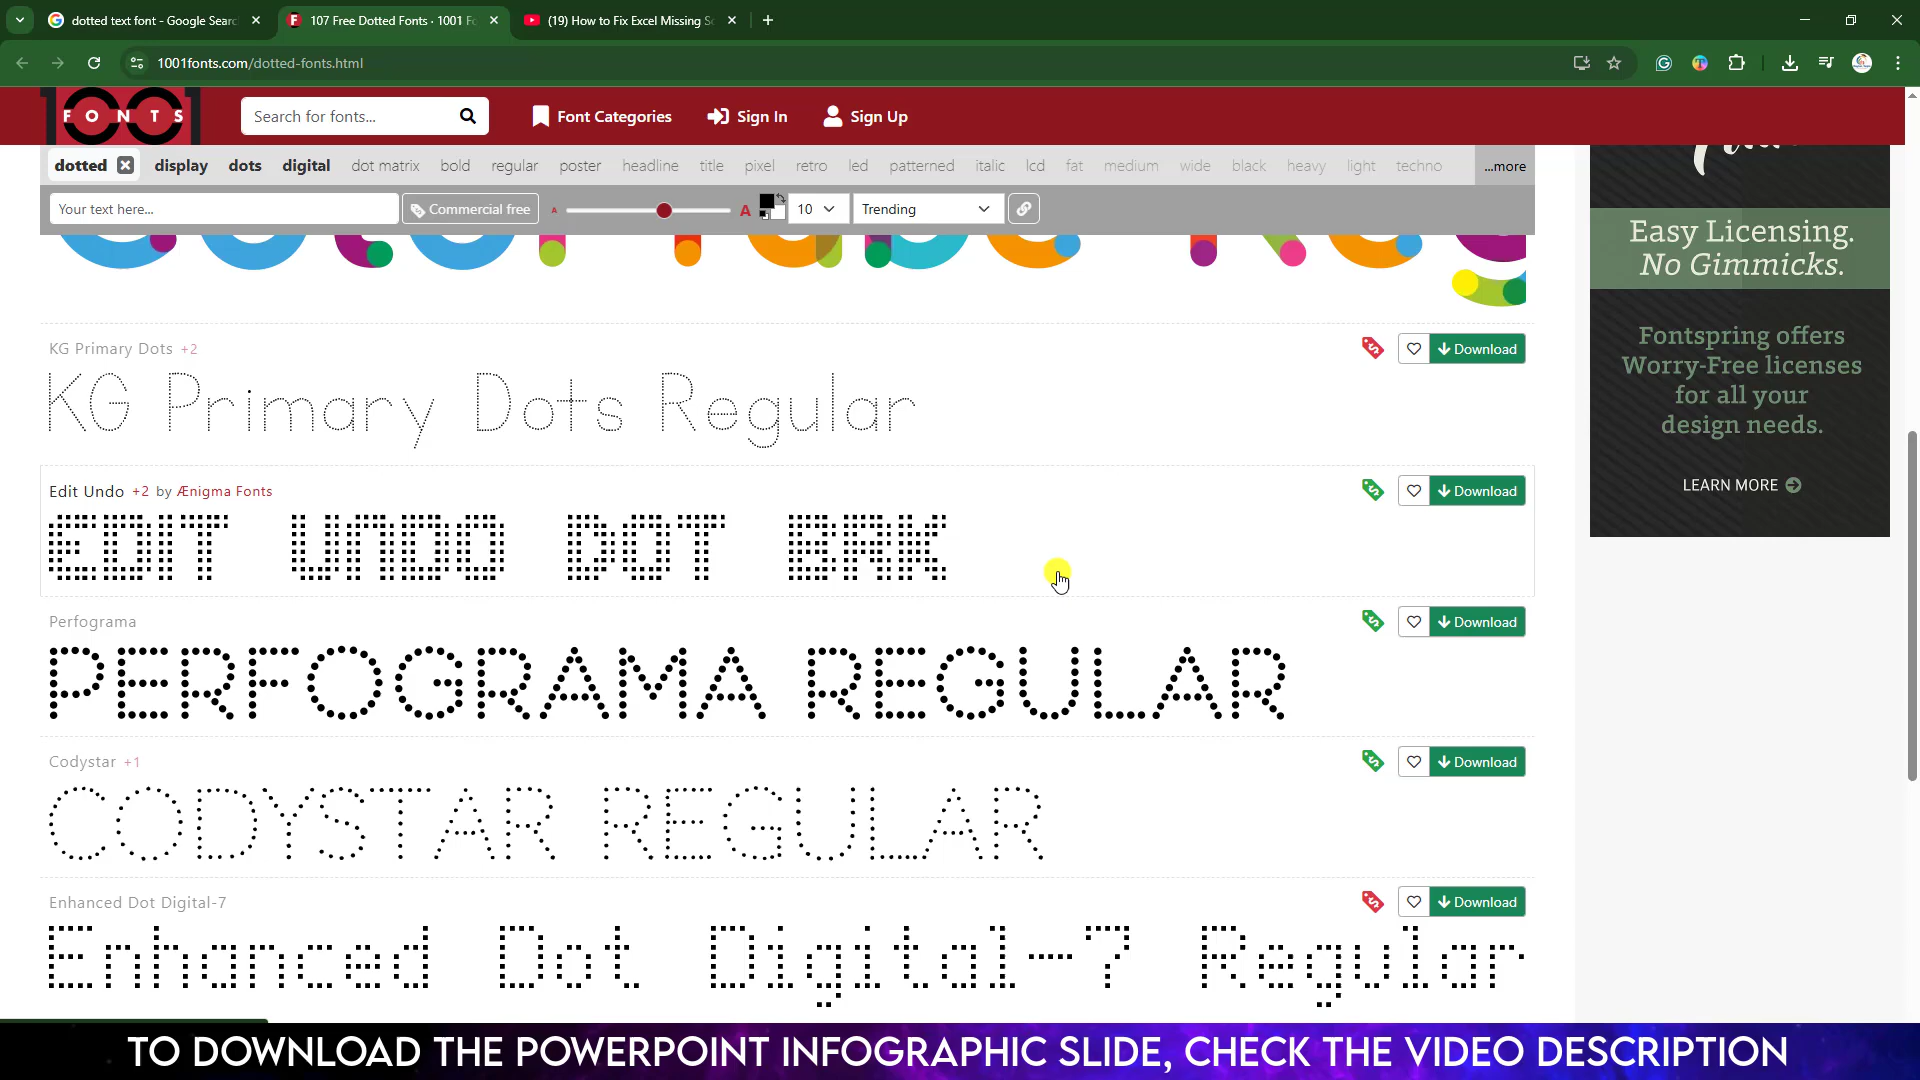 dotted text font - Google Searc
107 Free Dotted Fonts · 1001 Fo
(19) How to Fix Excel Missing Sc
1001fonts.com/dotted-fonts.html
1001 FONTS
Search for fonts...
Font Categories
Sign In
Sign Up
dotted display dots digital dot matrix bold regular poster headline title pixel retro led patterned italic lcd fat medium wide black heavy light techno ...more
Your text here...
Commercial free
A A
10
Trending
KG Primary Dots +2
Download
KG Primary Dots Regular
Edit Undo +2 by Ænigma Fonts
Download
EDIT UNDO DOT BRK
Perfograma
Download
PERFOGRAMA REGULAR
Codystar +1
Download
CODYSTAR REGULAR
Enhanced Dot Digital-7
Download
Enhanced Dot Digital-7 Regular
Easy Licensing.
No Gimmicks.
Fontspring offers
Worry-Free licenses
for all your
design needs.
LEARN MORE
TO DOWNLOAD THE POWERPOINT INFOGRAPHIC SLIDE, CHECK THE VIDEO DESCRIPTION